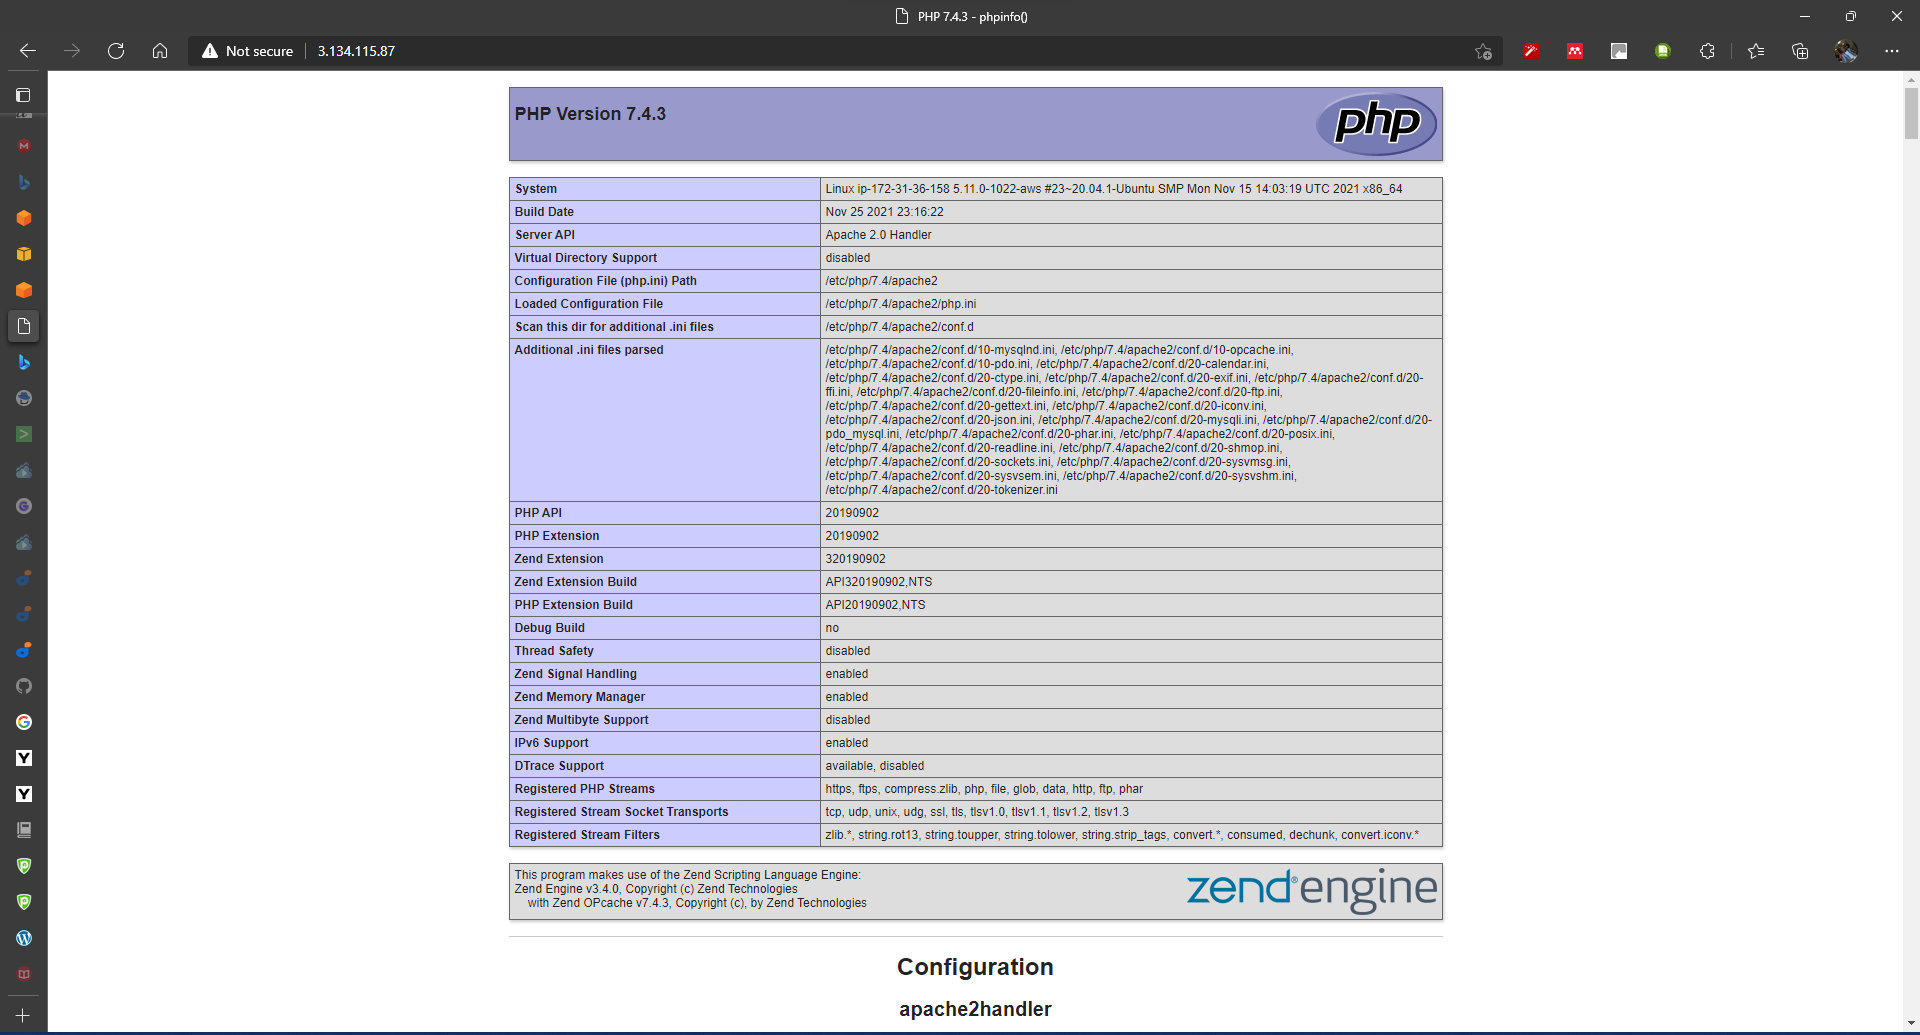 PHP 7.4.3 - phpinfo()
Not secure 3.134.115.87
PHP Version 7.4.3
php
System Linux ip-172-31-36-158 5.11.0-1022-aws #23~20.04.1-Ubuntu SMP Mon Nov 15 14:03:19 UTC 2021 x86_64
Build Date Nov 25 2021 23:16:22
Server API Apache 2.0 Handler
Virtual Directory Support disabled
Configuration File (php.ini) Path /etc/php/7.4/apache2
Loaded Configuration File /etc/php/7.4/apache2/php.ini
Scan this dir for additional .ini files /etc/php/7.4/apache2/conf.d
Additional .ini files parsed /etc/php/7.4/apache2/conf.d/10-mysqlnd.ini, /etc/php/7.4/apache2/conf.d/10-opcache.ini,
/etc/php/7.4/apache2/conf.d/10-pdo.ini, /etc/php/7.4/apache2/conf.d/20-calendar.ini,
/etc/php/7.4/apache2/conf.d/20-ctype.ini, /etc/php/7.4/apache2/conf.d/20-exif.ini, /etc/php/7.4/apache2/conf.d/20-
ffi.ini, /etc/php/7.4/apache2/conf.d/20-fileinfo.ini, /etc/php/7.4/apache2/conf.d/20-ftp.ini,
/etc/php/7.4/apache2/conf.d/20-gettext.ini, /etc/php/7.4/apache2/conf.d/20-iconv.ini,
/etc/php/7.4/apache2/conf.d/20-json.ini, /etc/php/7.4/apache2/conf.d/20-mysqli.ini, /etc/php/7.4/apache2/conf.d/20-
pdo_mysql.ini, /etc/php/7.4/apache2/conf.d/20-phar.ini, /etc/php/7.4/apache2/conf.d/20-posix.ini,
/etc/php/7.4/apache2/conf.d/20-readline.ini, /etc/php/7.4/apache2/conf.d/20-shmop.ini,
/etc/php/7.4/apache2/conf.d/20-sockets.ini, /etc/php/7.4/apache2/conf.d/20-sysvmsg.ini,
/etc/php/7.4/apache2/conf.d/20-sysvsem.ini, /etc/php/7.4/apache2/conf.d/20-sysvshm.ini,
/etc/php/7.4/apache2/conf.d/20-tokenizer.ini
PHP API 20190902
PHP Extension 20190902
Zend Extension 320190902
Zend Extension Build API320190902,NTS
PHP Extension Build API20190902,NTS
Debug Build no
Thread Safety disabled
Zend Signal Handling enabled
Zend Memory Manager enabled
Zend Multibyte Support disabled
IPv6 Support enabled
DTrace Support available, disabled
Registered PHP Streams https, ftps, compress.zlib, php, file, glob, data, http, ftp, phar
Registered Stream Socket Transports tcp, udp, unix, udg, ssl, tls, tlsv1.0, tlsv1.1, tlsv1.2, tlsv1.3
Registered Stream Filters zlib.*, string.rot13, string.toupper, string.tolower, string.strip_tags, convert.*, consumed, dechunk, convert.iconv.*
This program makes use of the Zend Scripting Language Engine:
Zend Engine v3.4.0, Copyright (c) Zend Technologies
with Zend OPcache v7.4.3, Copyright (c), by Zend Technologies
zend® engine
Configuration
apache2handler